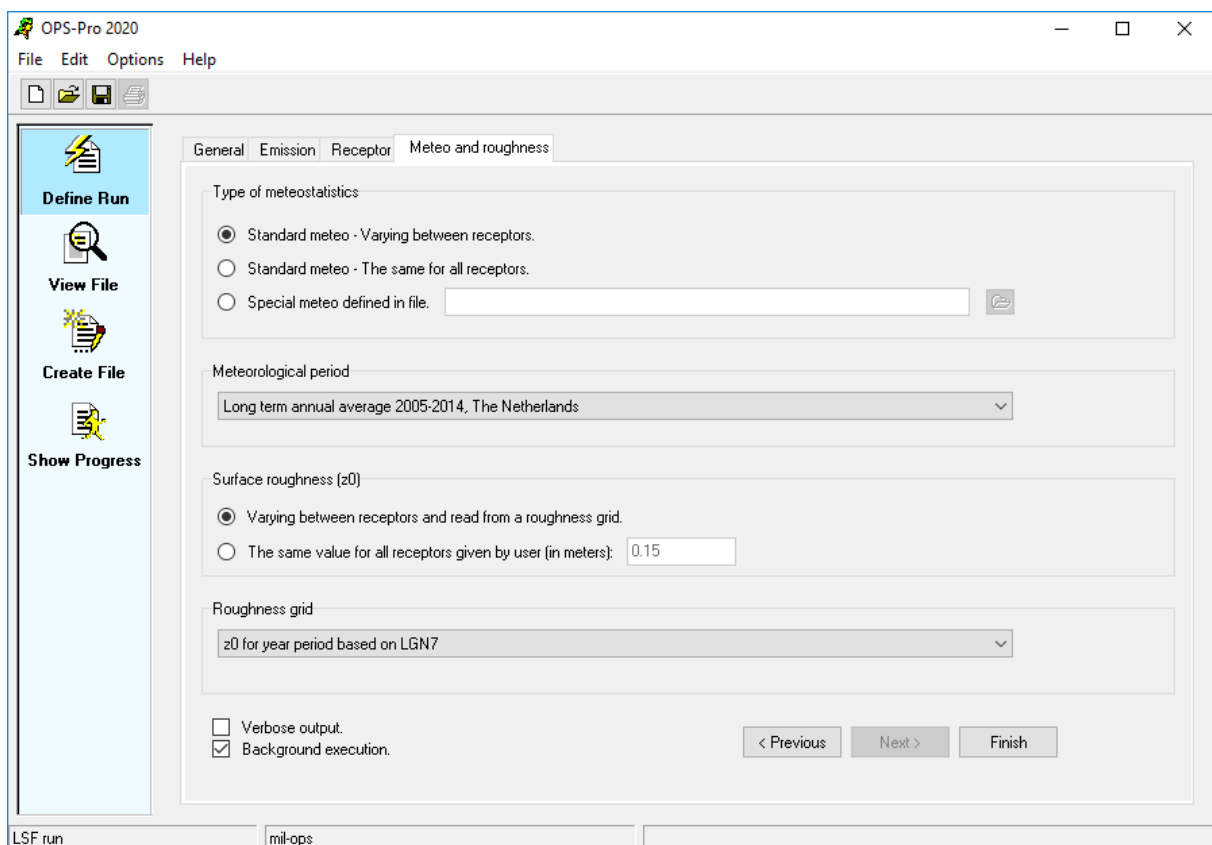 OPS-Pro 2020
File Edit Options Help
Define Run
View File
Create File
Show Progress
General Emission Receptor Meteo and roughness
Type of meteostatistics
Standard meteo - Varying between receptors.
Standard meteo - The same for all receptors.
Special meteo defined in file.
Meteorological period
Long term annual average 2005-2014, The Netherlands
Surface roughness (z0)
Varying between receptors and read from a roughness grid.
The same value for all receptors given by user (in meters): 0.15
Roughness grid
z0 for year period based on LGN7
Verbose output.
Background execution.
< Previous Next > Finish
LSF run mil-ops